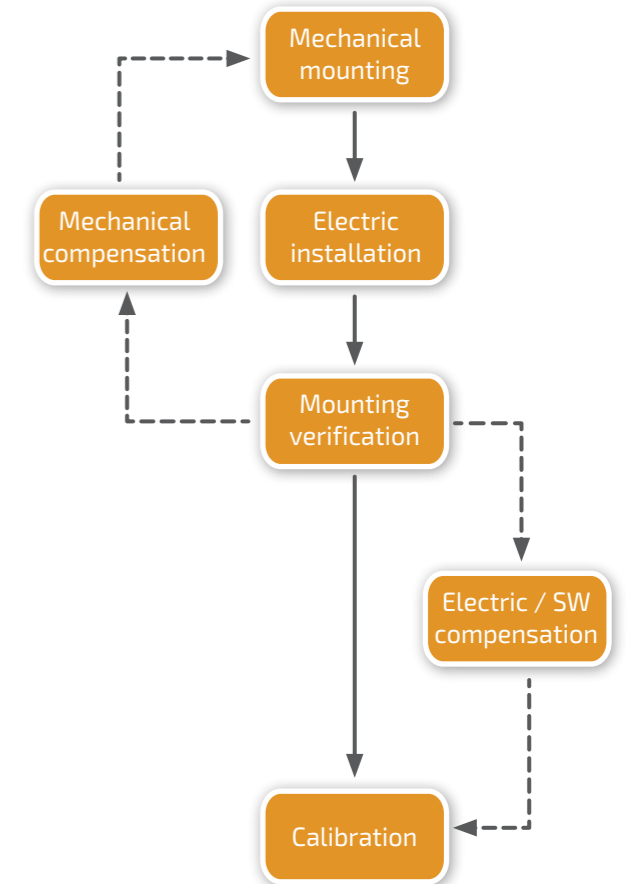 Mechanical
mounting
Mechanical
compensation
Electric
installation
Mounting
verification
Electric / SW
compensation
Calibration